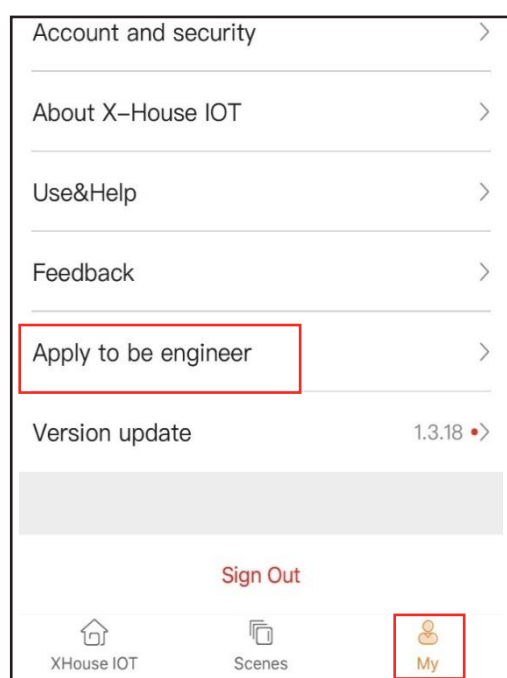 Account and security
About X-House IOT
Use&Help
Feedback
Apply to be engineer
Version update 1.3.18
Sign Out
XHouse IOT Scenes My